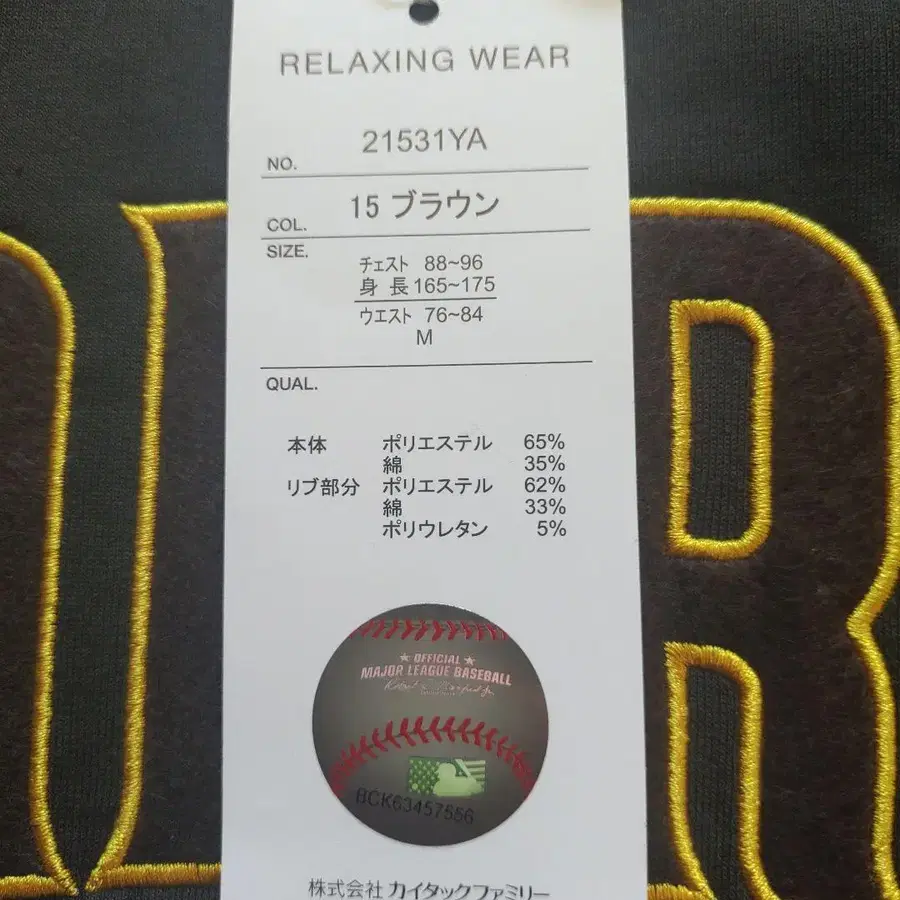 RELAXING WEAR
NO. 21531YA
COL. 15 ブラウン
SIZE.
チェスト 88~96
身 長 165~175
ウエスト 76~84
M
QUAL.
本体 ポリエステル 65%
綿 35%
リブ部分 ポリエステル 62%
綿 33%
ポリウレタン 5%
★ OFFICIAL ★
MAJOR LEAGUE BASEBALL
BCK63457556
株式会社 カイタックファミリー